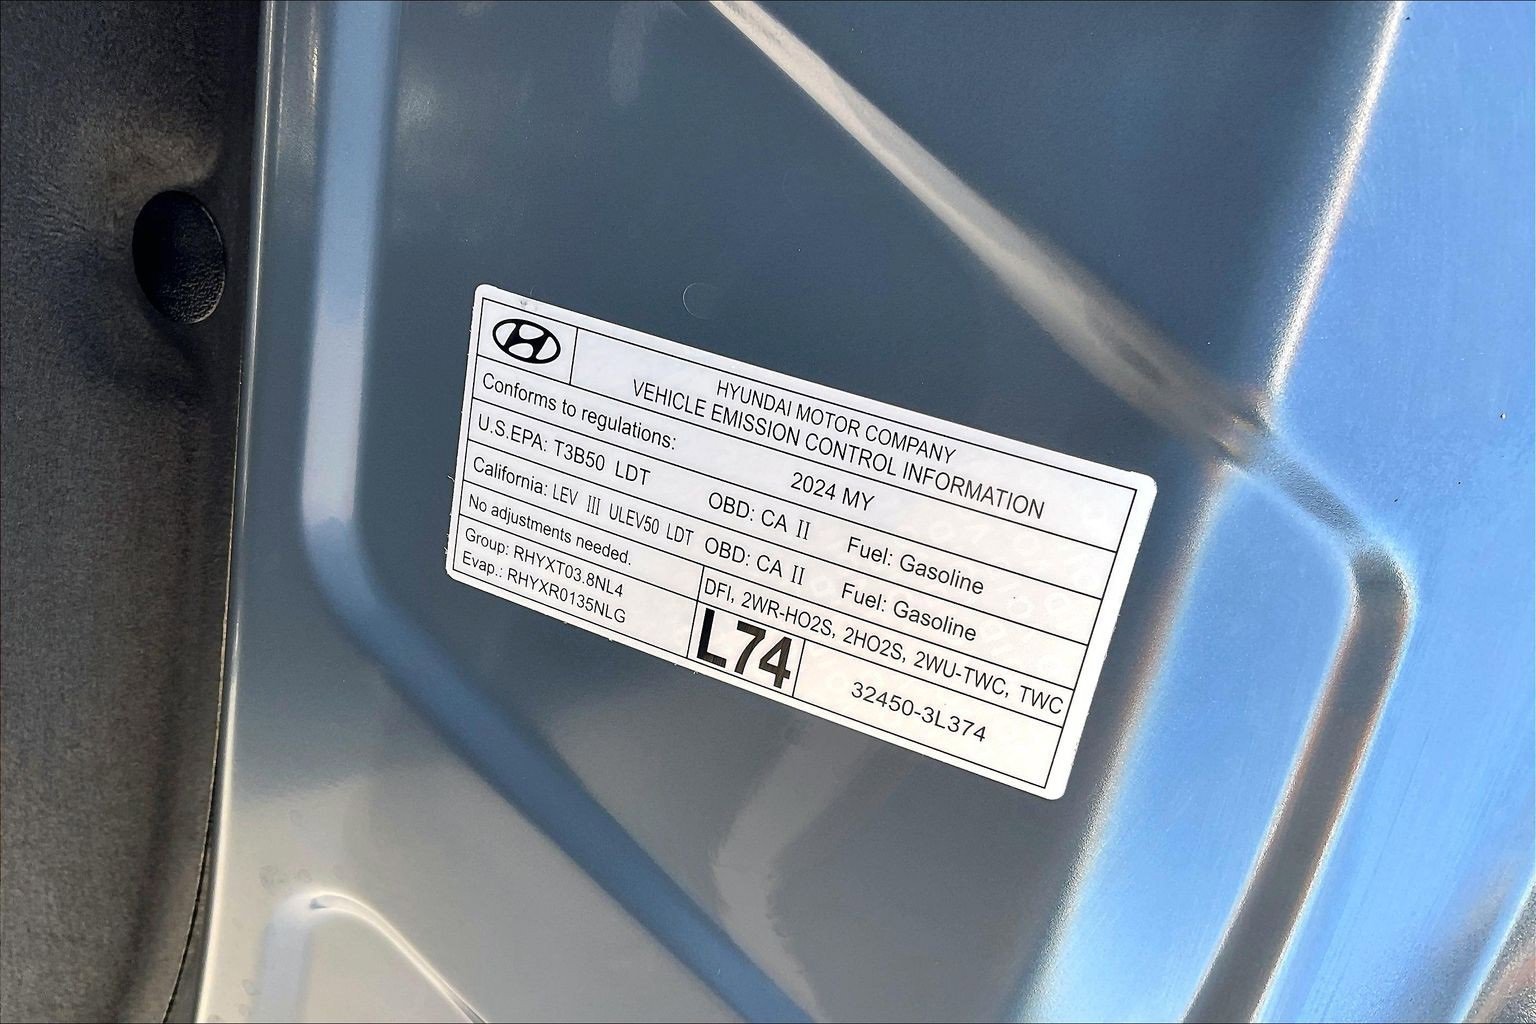 HYUNDAI MOTOR COMPANY
VEHICLE EMISSION CONTROL INFORMATION
Conforms to regulations: 2024 MY
U.S.EPA: T3B50 LDT OBD: CA II Fuel: Gasoline
California: LEV III ULEV50 LDT OBD: CA II Fuel: Gasoline
No adjustments needed. DFI, 2WR-HO2S, 2HO2S, 2WU-TWC, TWC
Group: RHYXT03.8NL4
Evap.: RHYXR0135NLG
L74
32450-3L374